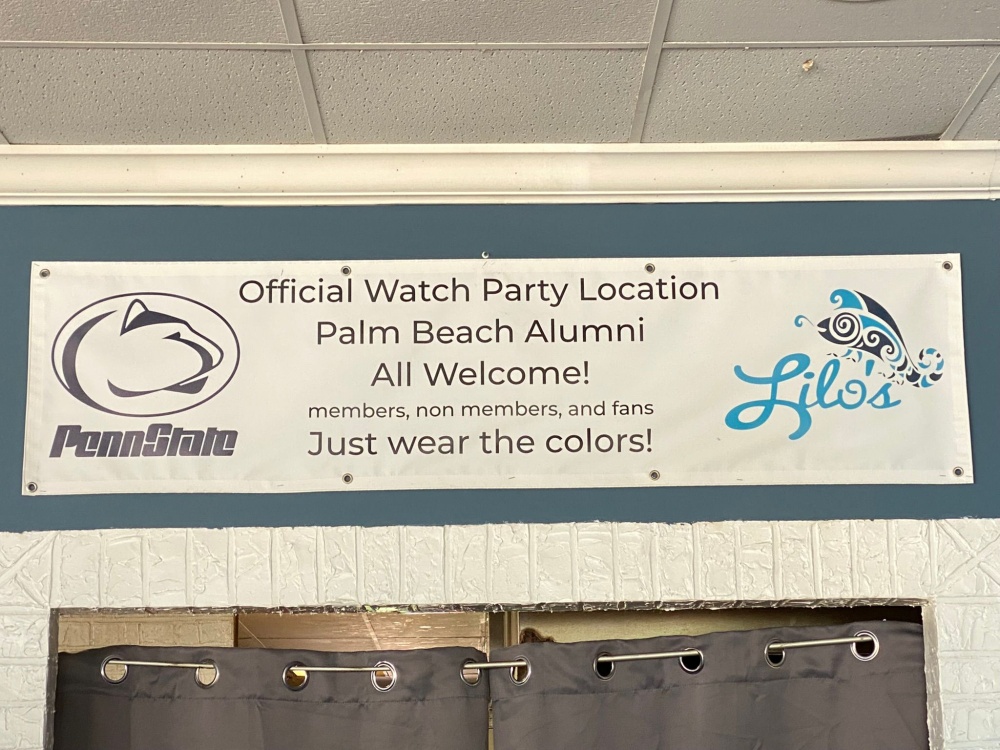 Official Watch Party Location
Palm Beach Alumni
All Welcome!
members, non members, and fans
Just wear the colors!
PennState
Lilo's